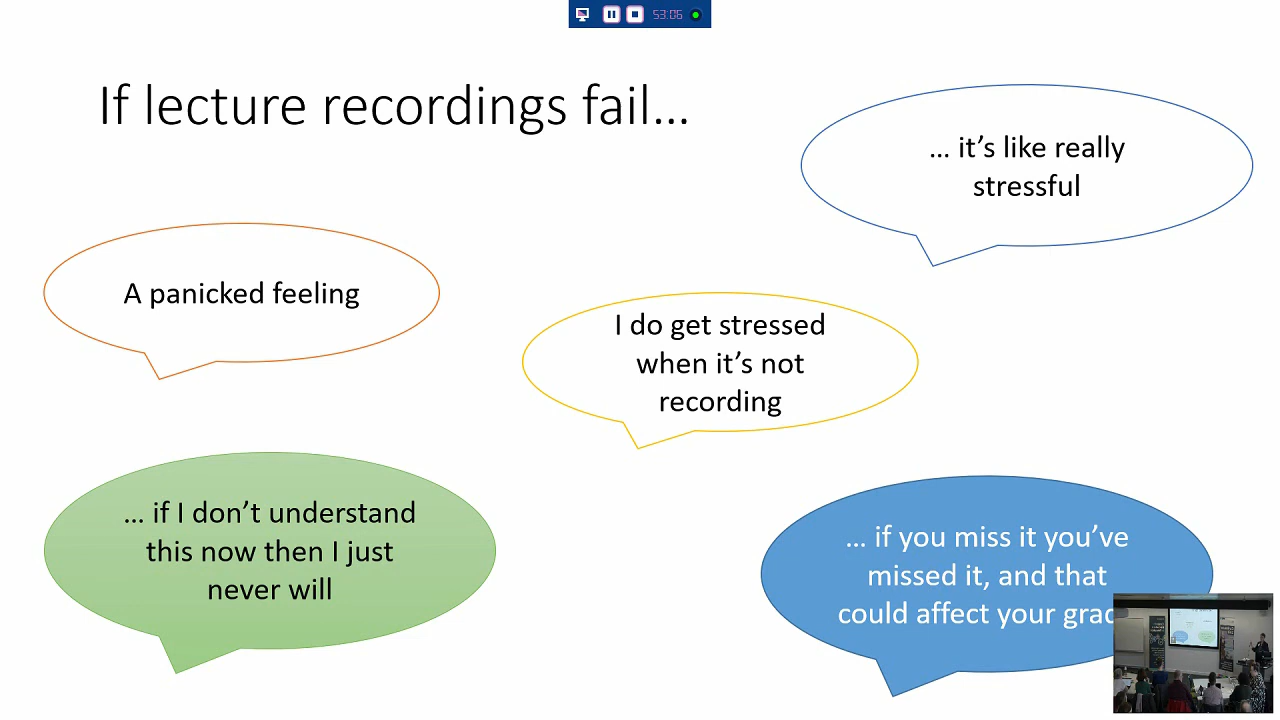 53:06
If lecture recordings fail...
... it's like really
stressful
A panicked feeling
I do get stressed
when it's not
recording
... if I don't understand
this now then I just
never will
... if you miss it you've
missed it, and that
could affect your